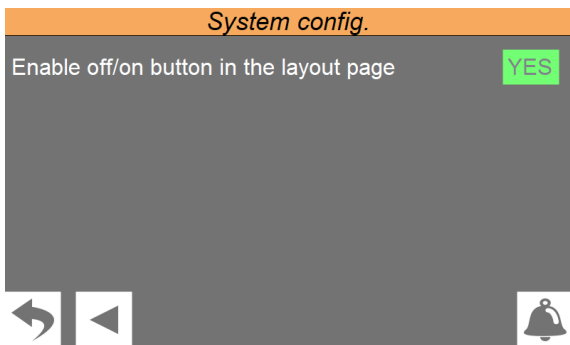 System config.
Enable off/on button in the layout page YES